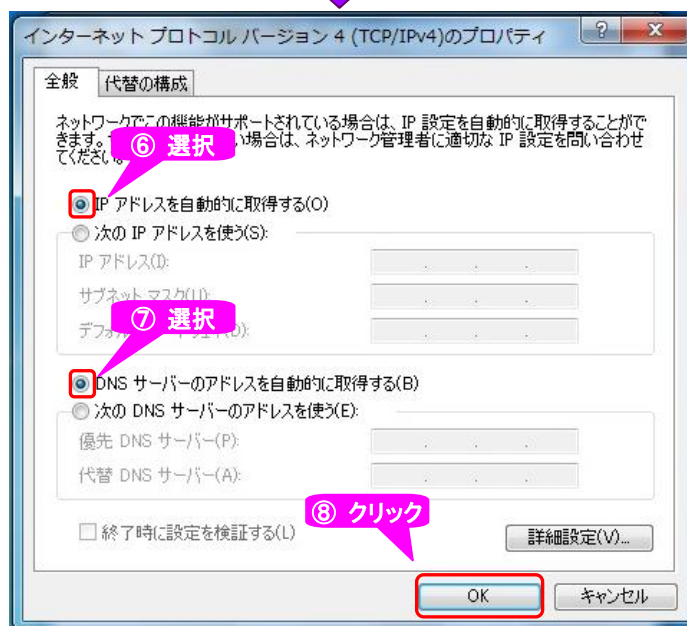 インターネット プロトコル バージョン 4 (TCP/IPv4)のプロパティ
全般
代替の構成
ネットワークでこの機能がサポートされている場合は、IP 設定を自動的に取得することがで
きます。
い場合は、ネットワーク管理者に適切な IP 設定を問い合わせ
てくださ
⑥ 選択
IP アドレスを自動的に取得する(O)
次の IP アドレスを使う(S):
IP アドレス(I):
サブネット マスク(U):
デフォ
(D):
⑦ 選択
DNS サーバーのアドレスを自動的に取得する(B)
次の DNS サーバーのアドレスを使う(E):
優先 DNS サーバー(P):
代替 DNS サーバー(A):
⑧ クリック
終了時に設定を検証する(L)
詳細設定(V)...
OK
キャンセル